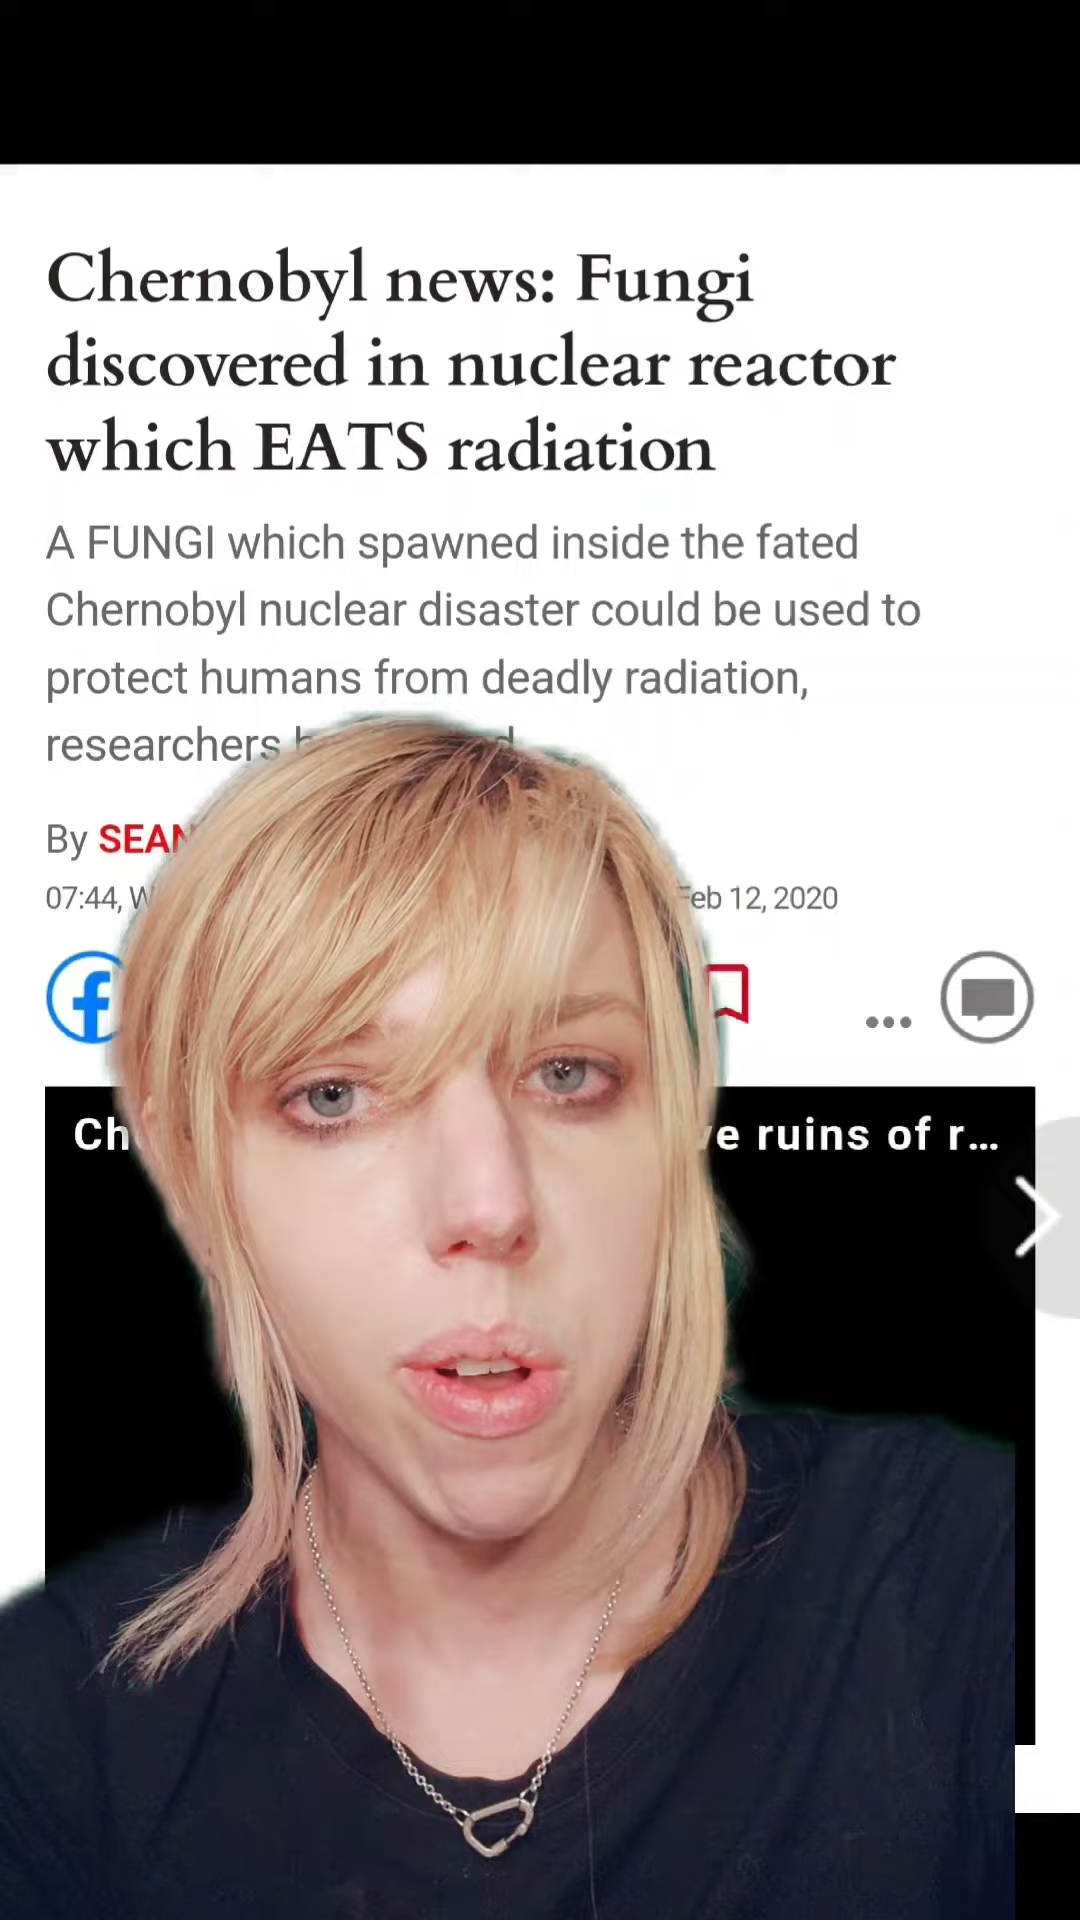 Chernobyl news: Fungi
discovered in nuclear reactor
which EATS radiation
A FUNGI which spawned inside the fated
Chernobyl nuclear disaster could be used to
protect humans from deadly radiation,
researchers
By SEAN
07:44, W Feb 12, 2020
Ch ve ruins of r...